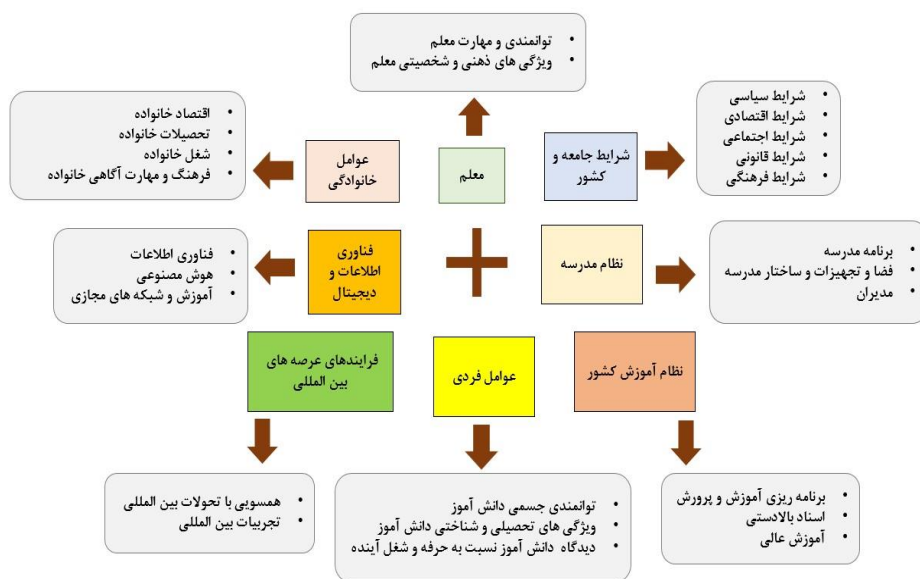 • توانمندی و مهارت معلم
• ویژگی های ذهنی و شخصیتی معلم
• شرایط سیاسی
• شرایط اقتصادی
• شرایط اجتماعی
• شرایط قانونی
• شرایط فرهنگی
شرایط جامعه و
کشور
معلم
عوامل
خانوادگی
• اقتصاد خانواده
• تحصیلات خانواده
• شغل خانواده
• فرهنگ و مهارت آگاهی خانواده
• برنامه مدرسه
• فضا و تجهیزات و ساختار مدرسه
• مدیران
نظام مدرسه
فناوری
اطلاعات و
دیجیتال
• فناوری اطلاعات
• هوش مصنوعی
• آموزش و شبکه های مجازی
نظام آموزش کشور
عوامل فردی
فرایندهای عرصه های
بین المللی
• برنامه ریزی آموزش و پرورش
• اسناد بالادستی
• آموزش عالی
• توانمندی جسمی دانش آموز
• ویژگی های تحصیلی و شناختی دانش آموز
• دیدگاه دانش آموز نسبت به حرفه و شغل آینده
• همسویی با تحولات بین المللی
• تجربیات بین المللی